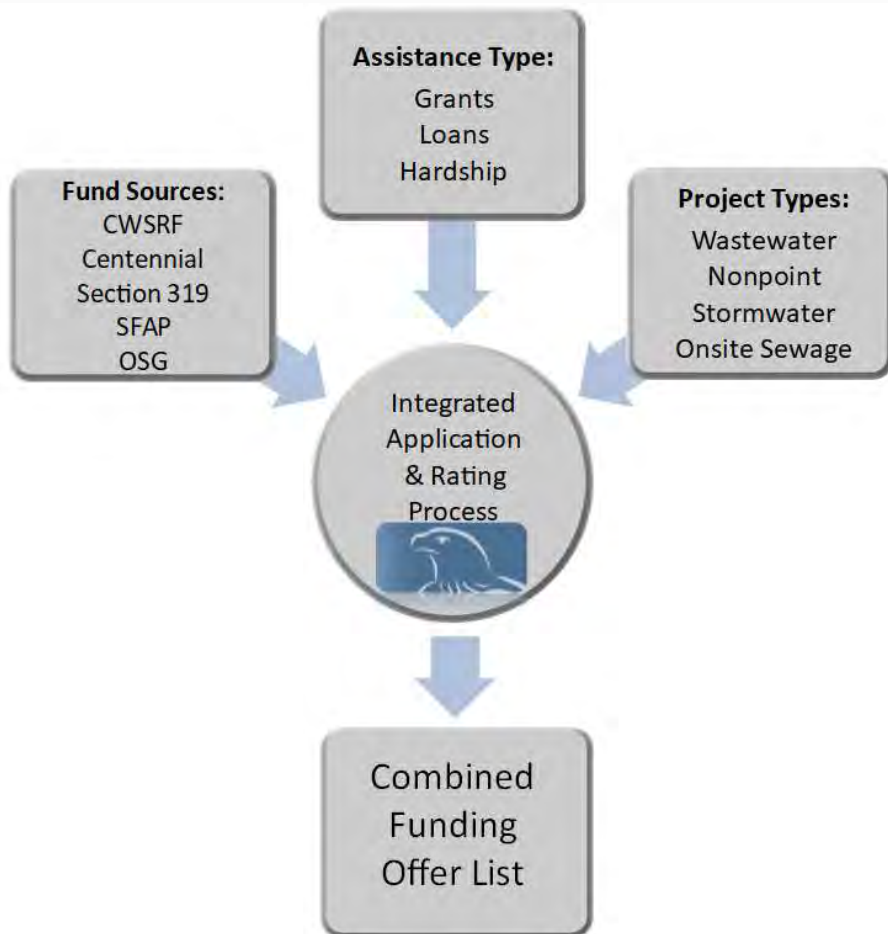 Assistance Type:
Grants
Loans
Hardship
Fund Sources:
CWSRF
Centennial
Section 319
SFAP
OSG
Project Types:
Wastewater
Nonpoint
Stormwater
Onsite Sewage
Integrated
Application
& Rating
Process
Combined
Funding
Offer List